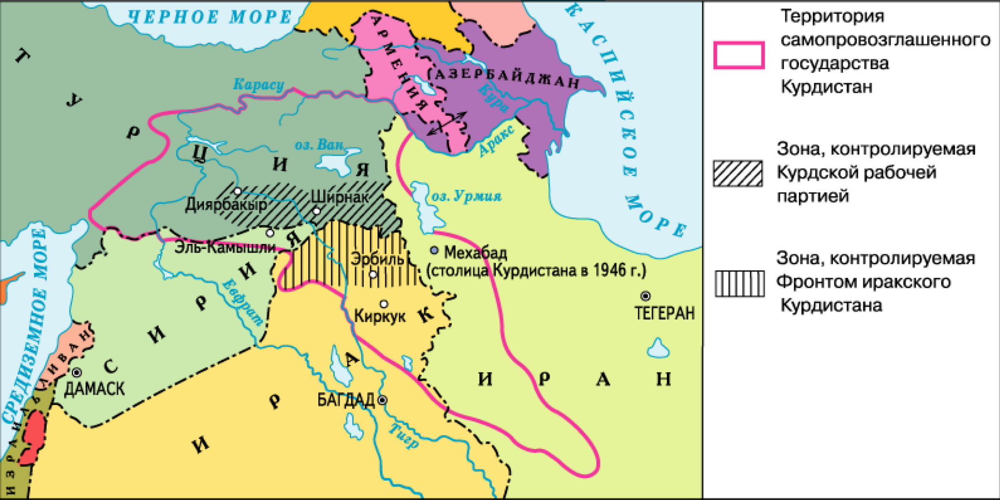 ЧЕРНОЕ МОРЕ
КАСПИЙСКОЕ МОРЕ
СРЕДИЗЕМНОЕ МОРЕ
ТУРЦИЯ
АРМЕНИЯ
АЗЕРБАЙДЖАН
Карасу
Кура
Аракс
оз. Ван
оз. Урмия
Диярбакыр
Ширнак
Эль-Камышли
Эрбиль
Мехабад
(столица Курдистана в 1946 г.)
Киркук
ТЕГЕРАН
СИРИЯ
Евфрат
ЛИВАН
ДАМАСК
ИЗРАИЛЬ
ИРАК
БАГДАД
Тигр
ИРАН
Территория
самопровозглашенного
государства
Курдистан
Зона, контролируемая
Курдской рабочей
партией
Зона, контролируемая
Фронтом иракского
Курдистана